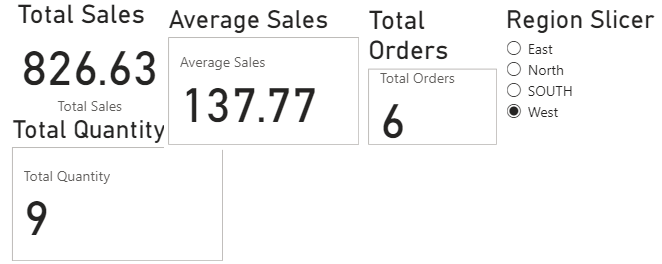 Total Sales
826.63
Total Sales
Average Sales
Average Sales
137.77
Total
Orders
Total Orders
6
Region Slicer
East
North
SOUTH
West
Total Quantity
Total Quantity
9